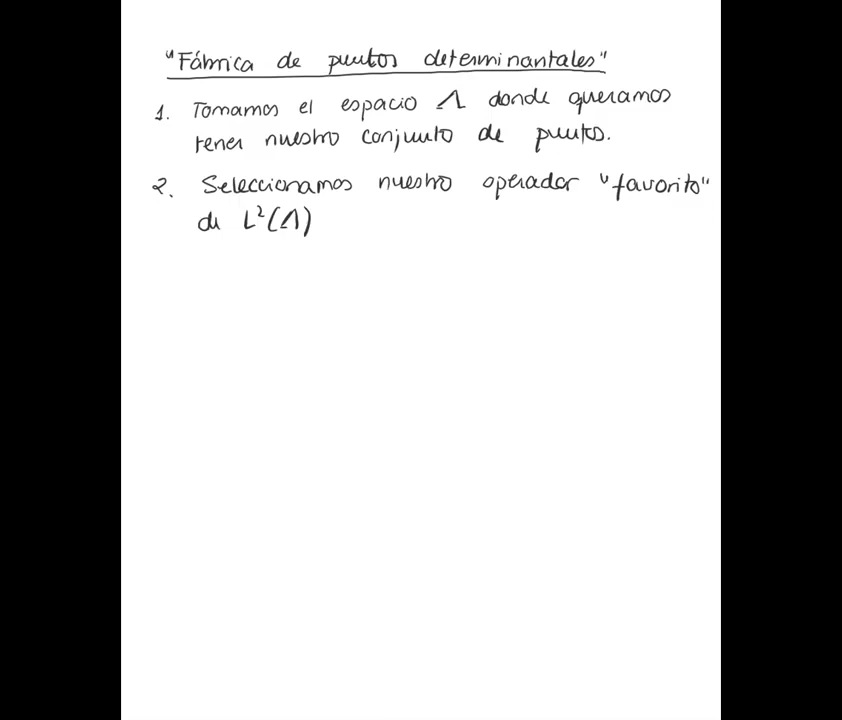 "Fábrica de puntos determinantales"
1. Tomamos el espacio Λ donde queramos
tener nuestro conjunto de puntos.
2. Seleccionamos nuestro operador "favorito"
de L²(Λ)